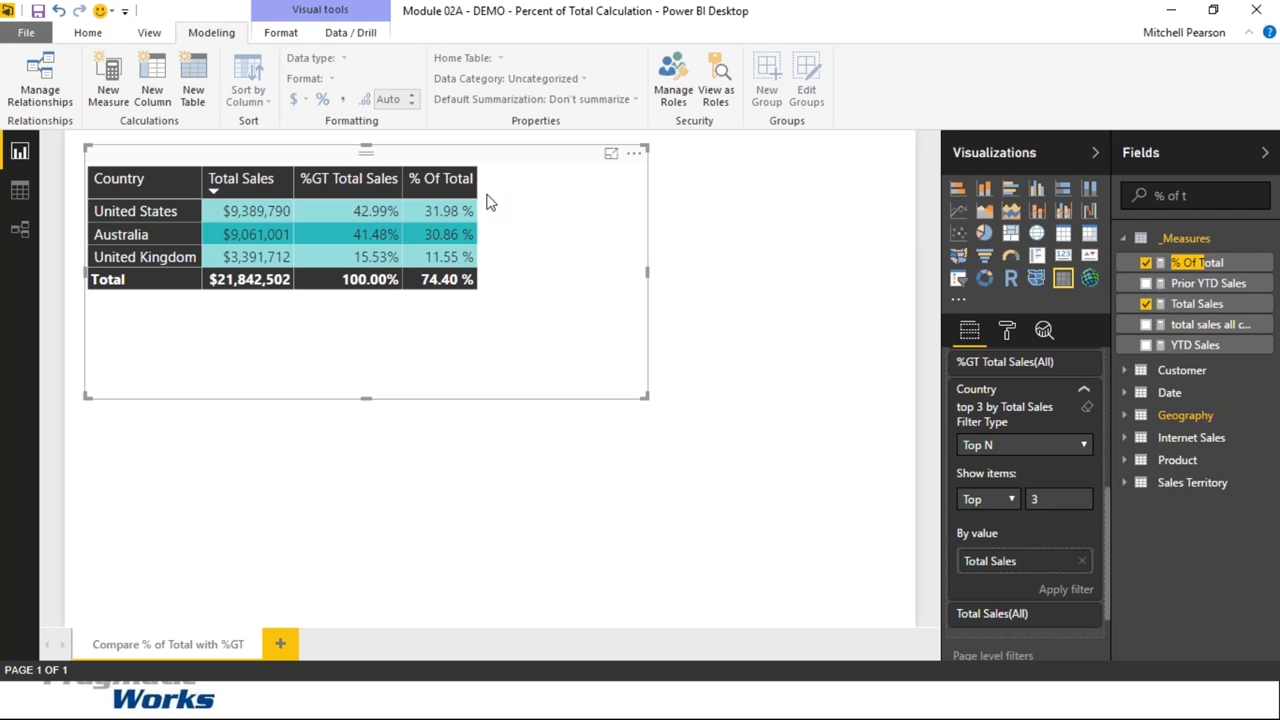 Visual tools
Module 02A - DEMO - Percent of Total Calculation - Power BI Desktop
File
Home
View
Modeling
Format
Data / Drill
Mitchell Pearson
Manage Relationships
Relationships
New Measure
New Column
New Table
Calculations
Sort by Column
Sort
Data type:
Format:
$ % , .00 Auto
Formatting
Home Table:
Data Category: Uncategorized
Default Summarization: Don't summarize
Properties
Manage Roles
View as Roles
Security
New Group
Edit Groups
Groups
Country Total Sales %GT Total Sales % Of Total
United States $9,389,790 42.99% 31.98 %
Australia $9,061,001 41.48% 30.86 %
United Kingdom $3,391,712 15.53% 11.55 %
Total $21,842,502 100.00% 74.40 %
Visualizations
R
%GT Total Sales(All)
Country
top 3 by Total Sales
Filter Type
Top N
Show items:
Top 3
By value
Total Sales
Apply filter
Total Sales(All)
Page level filters
Fields
% of t
_Measures
% Of Total
Prior YTD Sales
Total Sales
total sales all c...
YTD Sales
Customer
Date
Geography
Internet Sales
Product
Sales Territory
Compare % of Total with %GT
PAGE 1 OF 1
Pragmatic
Works